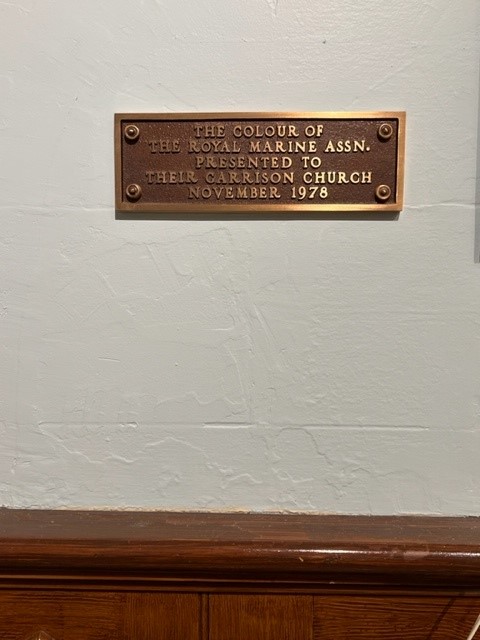 THE COLOUR OF
THE ROYAL MARINE ASSN.
PRESENTED TO
THEIR GARRISON CHURCH
NOVEMBER 1978